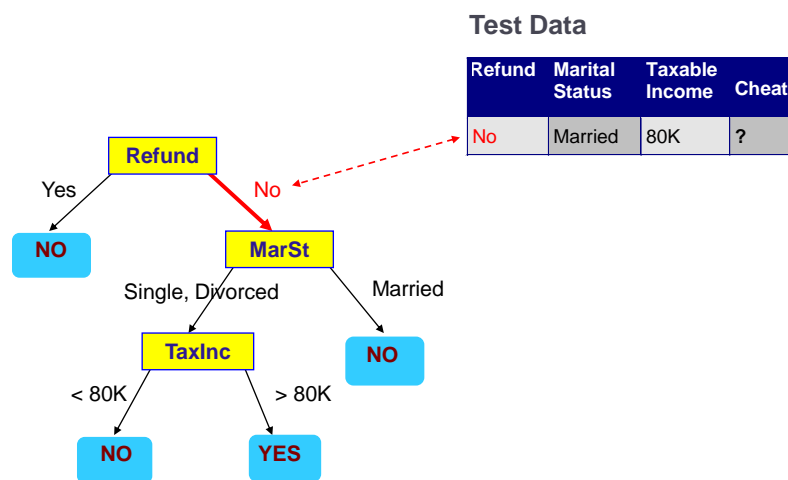 Test Data
Refund Marital Status Taxable Income Cheat
No Married 80K ?
Refund
Yes No
NO MarSt
Single, Divorced Married
TaxInc NO
< 80K > 80K
NO YES